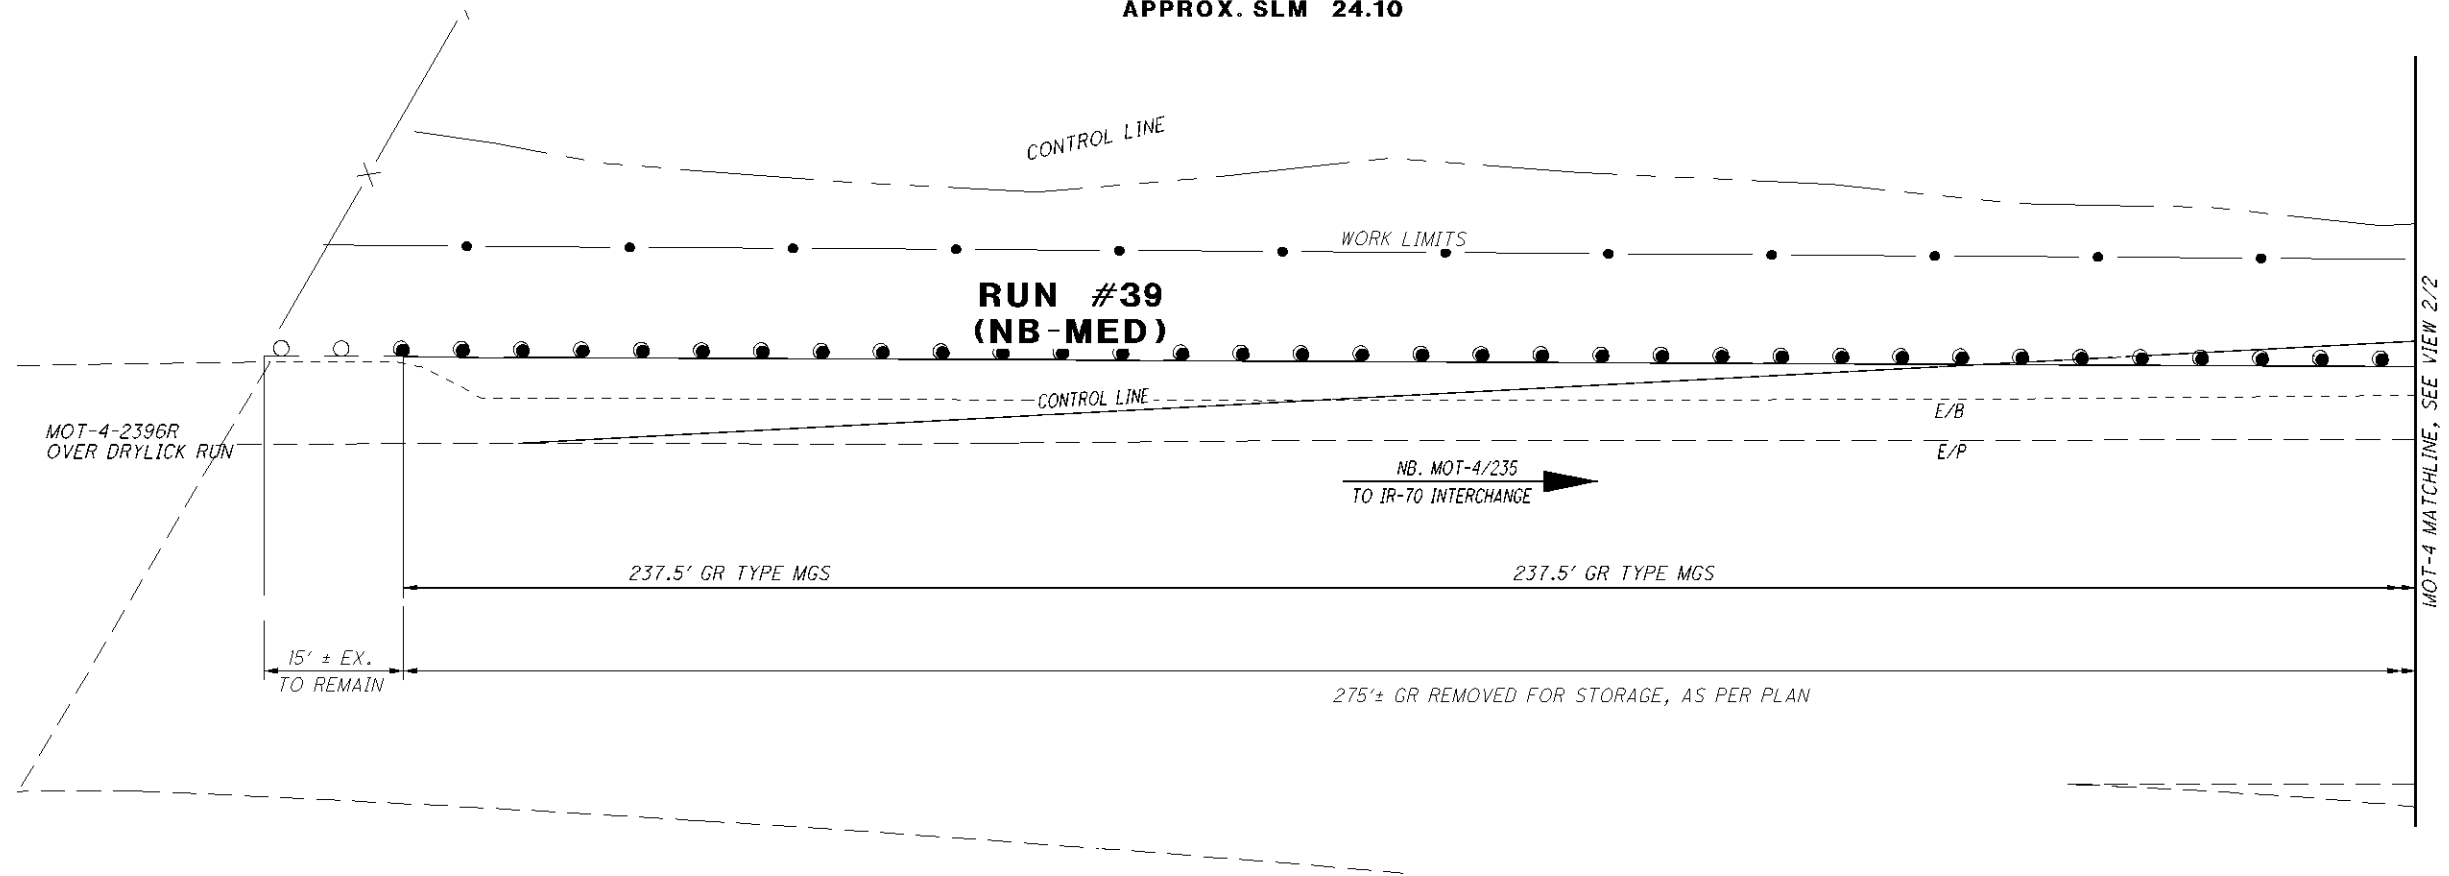 APPROX. SLM 24.10
CONTROL LINE
WORK LIMITS
RUN #39
(NB-MED)
CONTROL LINE
E/B
MOT-4-2396R
OVER DRYLICK RUN
E/P
NB. MOT-4/235
TO IR-70 INTERCHANGE
237.5' GR TYPE MGS
237.5' GR TYPE MGS
15' ± EX.
TO REMAIN
275'± GR REMOVED FOR STORAGE, AS PER PLAN
MOT-4 MATCHLINE, SEE VIEW 2/2